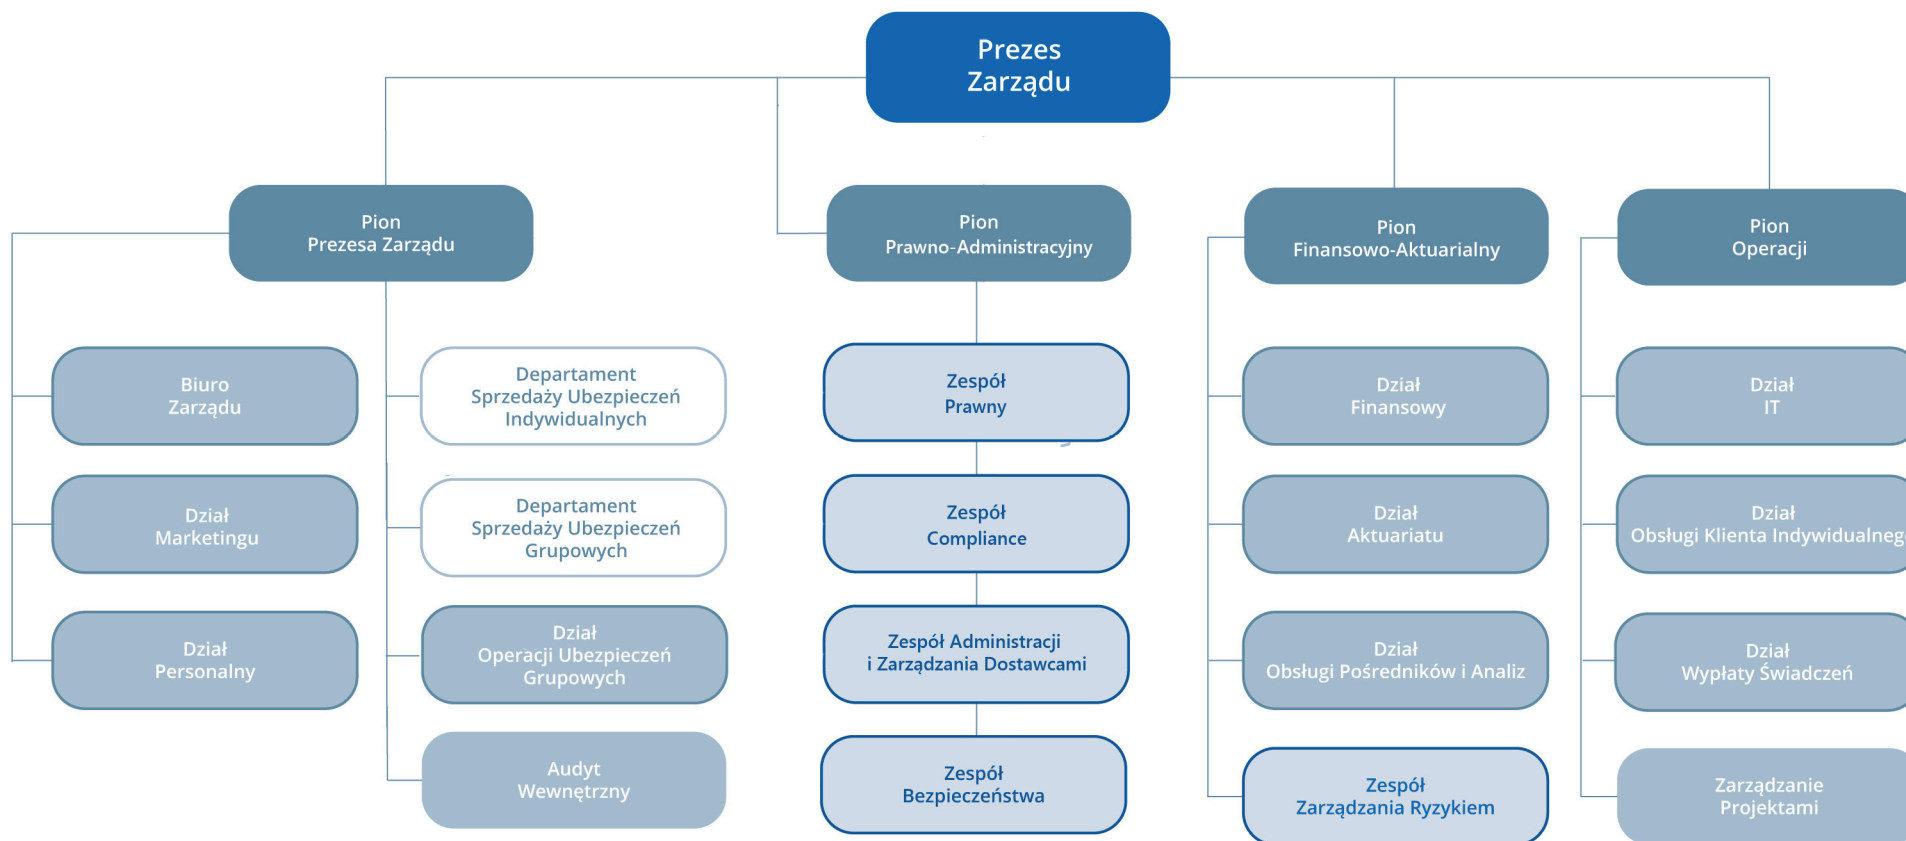 Prezes
Zarządu
Pion
Prezesa Zarządu
Pion
Prawno-Administracyjny
Pion
Finansowo-Aktuarialny
Pion
Operacji
Biuro
Zarządu
Dział
Marketingu
Dział
Personalny
Departament
Sprzedaży Ubezpieczeń
Indywidualnych
Departament
Sprzedaży Ubezpieczeń
Grupowych
Dział
Operacji Ubezpieczeń
Grupowych
Audyt
Wewnętrzny
Zespół
Prawny
Zespół
Compliance
Zespół Administracji
i Zarządzania Dostawcami
Zespół
Bezpieczeństwa
Dział
Finansowy
Dział
Aktuariatu
Dział
Obsługi Pośredników i Analiz
Zespół
Zarządzania Ryzykiem
Dział
IT
Dział
Obsługi Klienta Indywidualnego
Dział
Wypłaty Świadczeń
Zarządzanie
Projektami